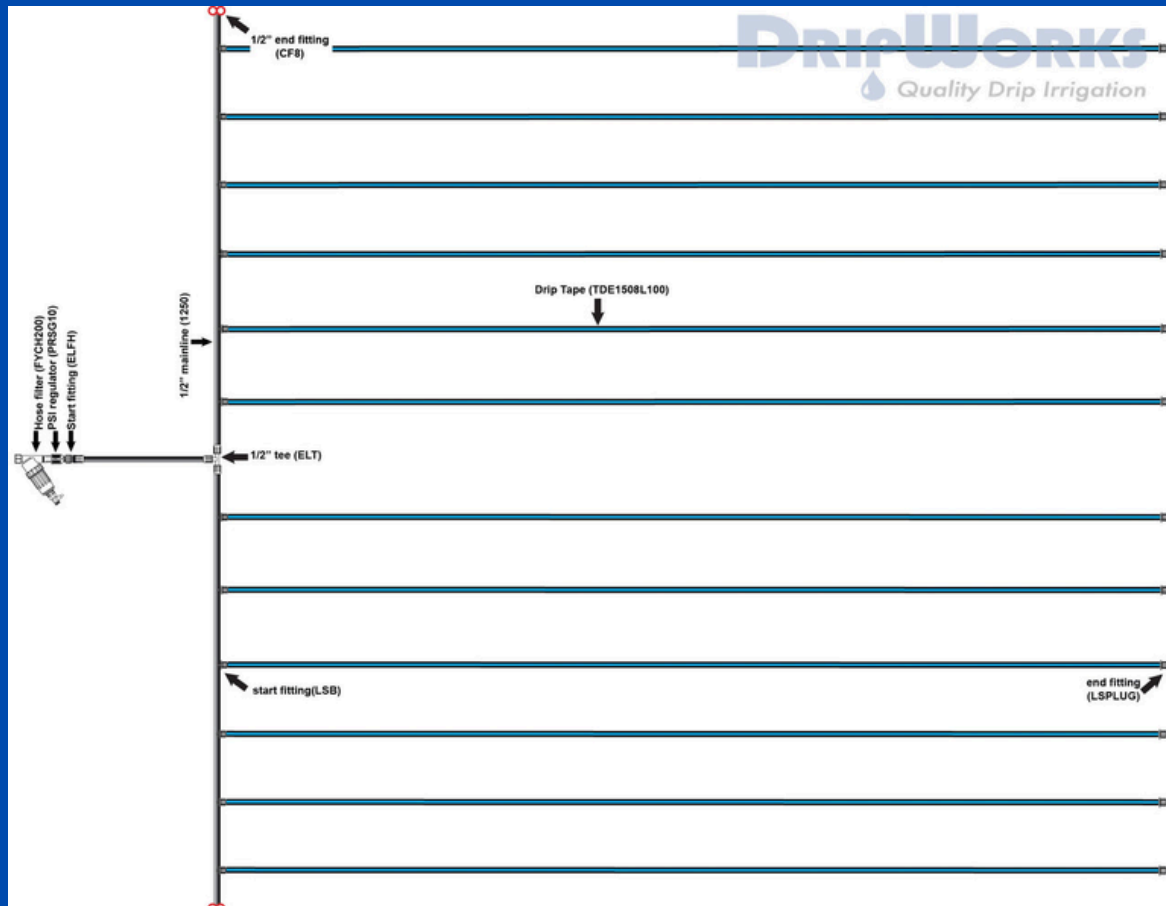 DRIPWORKS
Quality Drip Irrigation
1/2" end fitting
(CF8)
Drip Tape (TDE1508L100)
1/2" mainline (1250)
Hose filter (FYCH200)
PSI regulator (PRSG10)
Start fitting (ELFH)
1/2" tee (ELT)
start fitting(LSB)
end fitting
(LSPLUG)